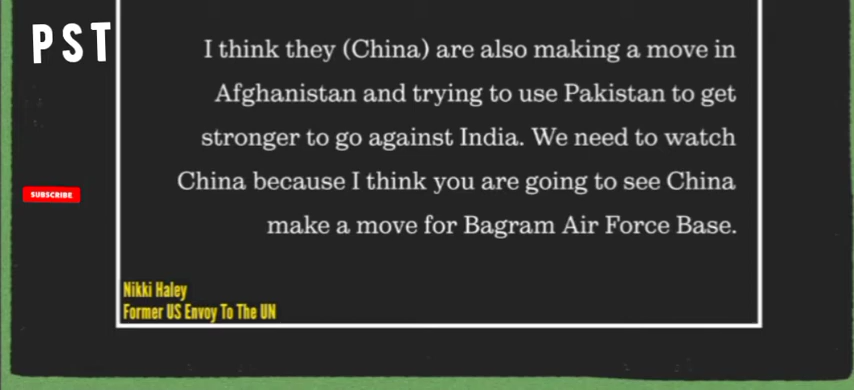 PST
I think they (China) are also making a move in
Afghanistan and trying to use Pakistan to get
stronger to go against India. We need to watch
China because I think you are going to see China
make a move for Bagram Air Force Base.
SUBSCRIBE
Nikki Haley
Former US Envoy To The UN